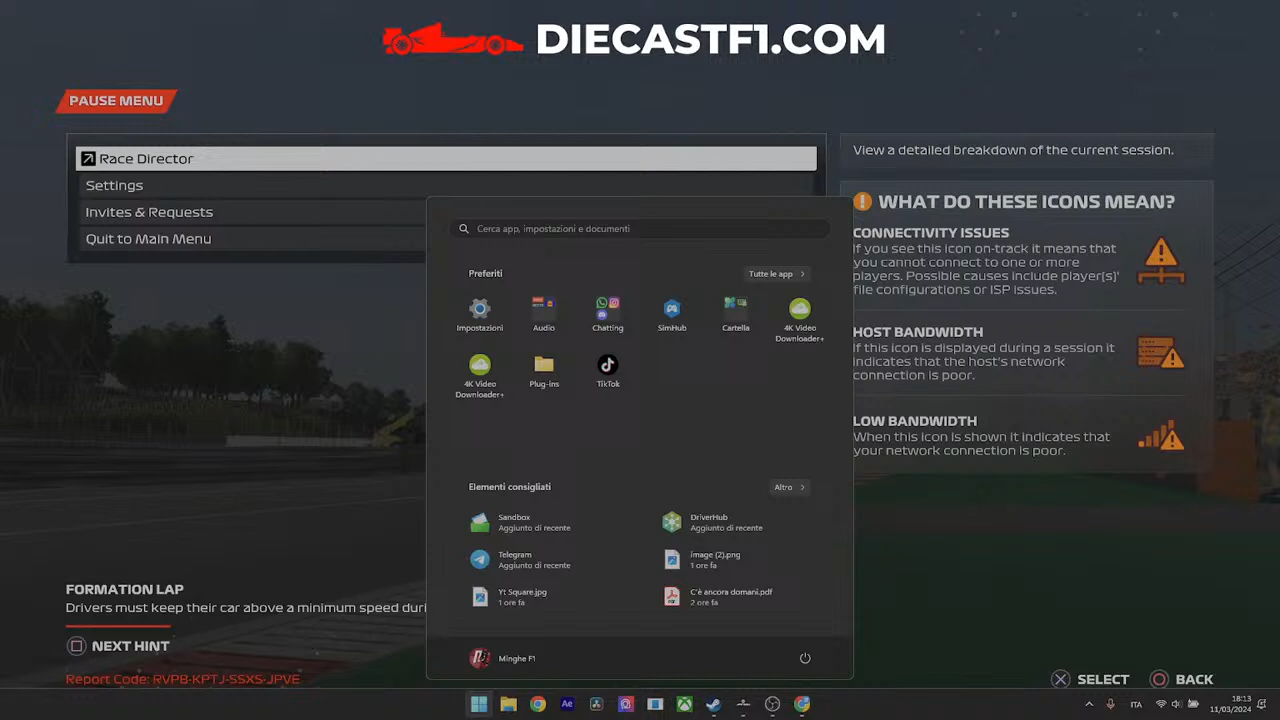 DIECASTF1.COM
PAUSE MENU
Race Director
Settings
Invites & Requests
Quit to Main Menu
View a detailed breakdown of the current session.
WHAT DO THESE ICONS MEAN?
CONNECTIVITY ISSUES
If you see this icon on-track it means that
you cannot connect to one or more
players. Possible causes include player(s)'
file configurations or ISP issues.
HOST BANDWIDTH
If this icon is displayed during a session it
indicates that the host's network
connection is poor.
LOW BANDWIDTH
When this icon is shown it indicates that
your network connection is poor.
Cerca app, impostazioni e documenti
Preferiti
Tutte le app
Impostazioni
Audio
Chatting
SimHub
Cartella
4K Video
Downloader+
4K Video
Downloader+
Plug-ins
TikTok
Elementi consigliati
Altro
Sandbox
Aggiunto di recente
DriverHub
Aggiunto di recente
Telegram
Aggiunto di recente
Image (2).png
1 ore fa
Yt Square.jpg
1 ore fa
C'è ancora domani.pdf
2 ore fa
Minghe F1
FORMATION LAP
Drivers must keep their car above a minimum speed duri
NEXT HINT
Report Code: RVPB-KPTJ-SSXS-JPVE
SELECT
BACK
Ae
ITA
18:13
11/03/2024